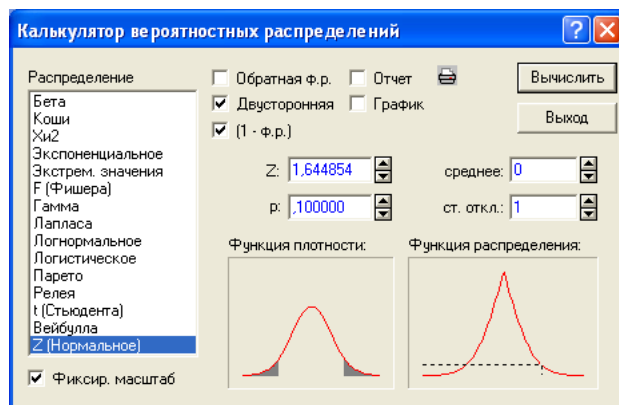 Калькулятор вероятностных распределений
Распределение
Бета
Коши
Хи2
Экспоненциальное
Экстрем. значения
F (Фишера)
Гамма
Лапласа
Логнормальное
Логистическое
Парето
Релея
t (Стьюдента)
Вейбулла
Z (Нормальное)
Фиксир. масштаб
Обратная ф.р. Отчет
Двусторонняя График
(1 - ф.р.)
Вычислить
Выход
Z: 1,644854 среднее: 0
p: ,100000 ст. откл.: 1
Функция плотности: Функция распределения: